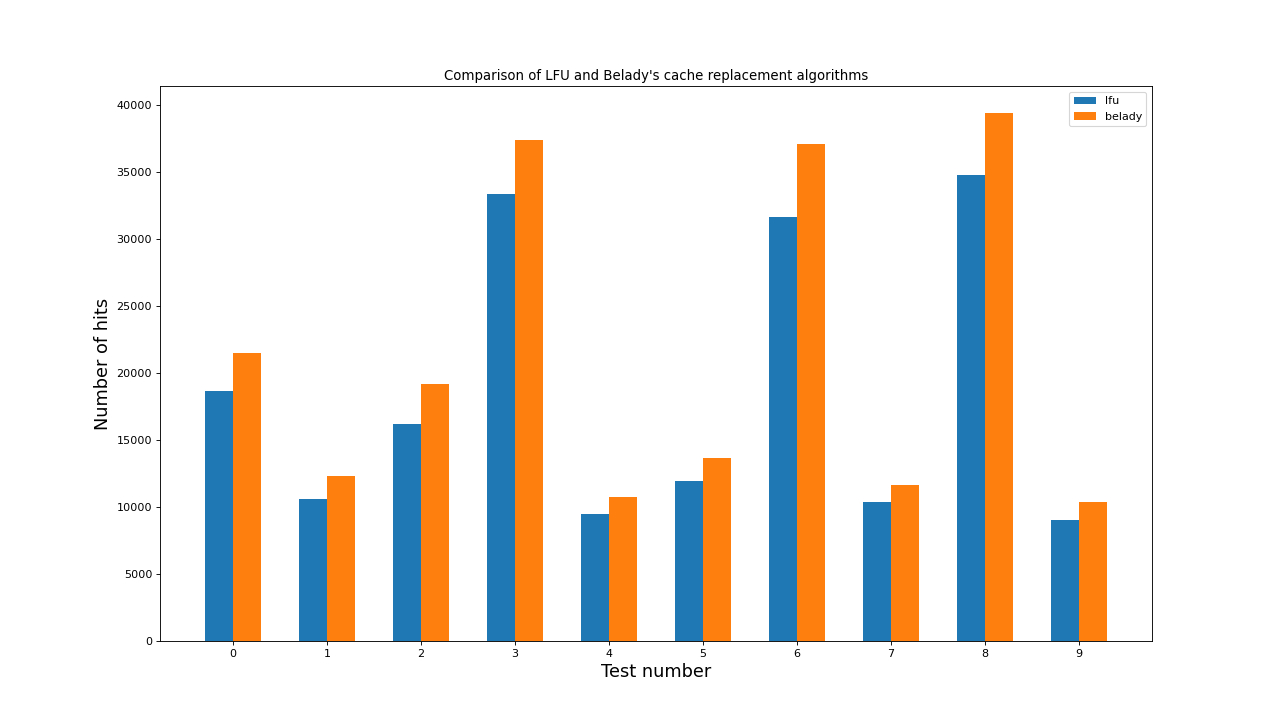 Comparison of LFU and Belady's cache replacement algorithms
lfu
belady
40000
35000
30000
25000
20000
15000
10000
5000
0
Number of hits
0 1 2 3 4 5 6 7 8 9
Test number